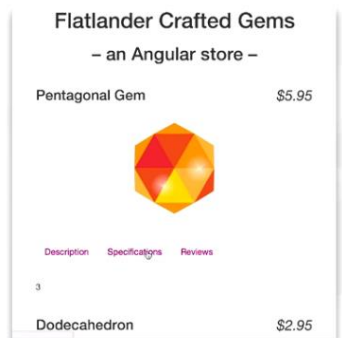 Flatlander Crafted Gems
– an Angular store –
Pentagonal Gem $5.95
Description Specifications Reviews
3
Dodecahedron $2.95